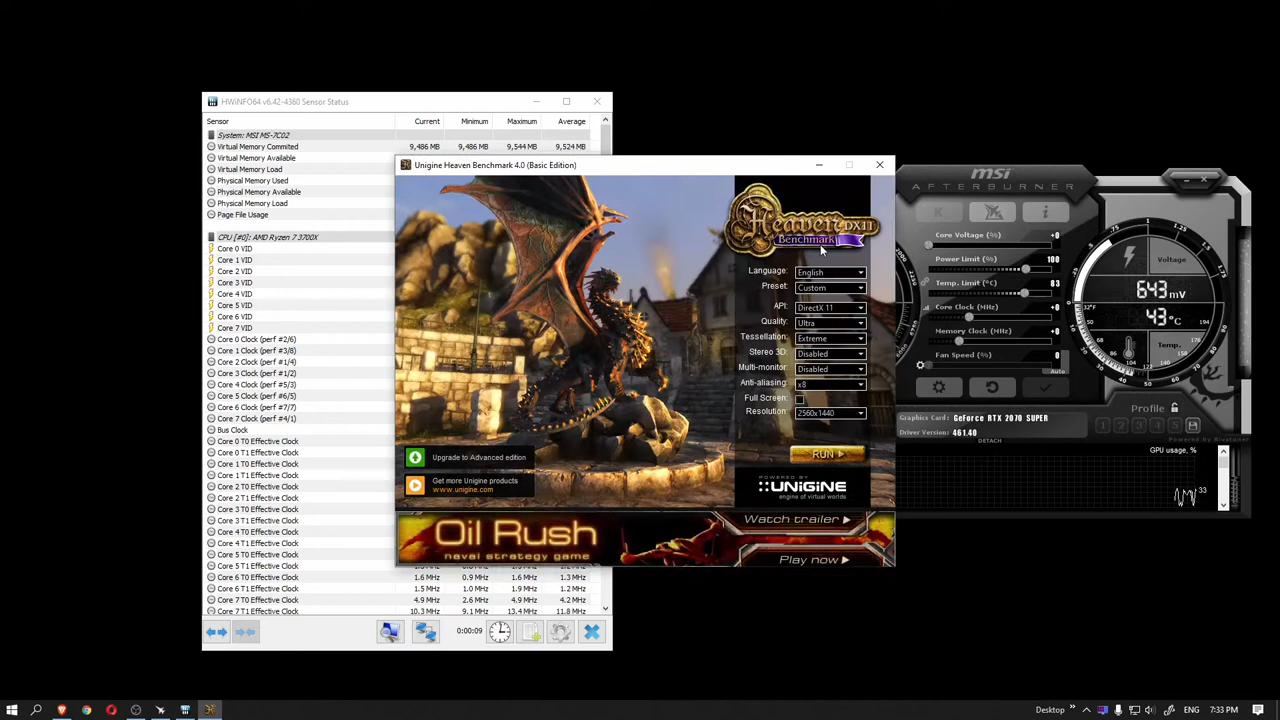 HWiNFO64 v6.42-4360 Sensor Status
Sensor Current Minimum Maximum Average
System: MSI MS-7C02
Virtual Memory Commited 9,486 MB 9,486 MB 9,544 MB 9,524 MB
Virtual Memory Available
Virtual Memory Load
Physical Memory Used
Physical Memory Available
Physical Memory Load
Page File Usage
CPU [#0]: AMD Ryzen 7 3700X
Core 0 VID
Core 1 VID
Core 2 VID
Core 3 VID
Core 4 VID
Core 5 VID
Core 6 VID
Core 7 VID
Core 0 Clock (perf #2/6)
Core 1 Clock (perf #3/8)
Core 2 Clock (perf #1/4)
Core 3 Clock (perf #1/2)
Core 4 Clock (perf #5/3)
Core 5 Clock (perf #6/5)
Core 6 Clock (perf #7/7)
Core 7 Clock (perf #4/1)
Bus Clock
Core 0 T0 Effective Clock
Core 0 T1 Effective Clock
Core 1 T0 Effective Clock
Core 1 T1 Effective Clock
Core 2 T0 Effective Clock
Core 2 T1 Effective Clock
Core 3 T0 Effective Clock
Core 3 T1 Effective Clock
Core 4 T0 Effective Clock
Core 4 T1 Effective Clock
Core 5 T0 Effective Clock
Core 5 T1 Effective Clock
Core 6 T0 Effective Clock 1.6 MHz 0.9 MHz 1.6 MHz 1.3 MHz
Core 6 T1 Effective Clock 1.5 MHz 1.0 MHz 1.9 MHz 1.2 MHz
Core 7 T0 Effective Clock 4.9 MHz 2.6 MHz 4.9 MHz 4.2 MHz
Core 7 T1 Effective Clock 10.3 MHz 9.1 MHz 13.4 MHz 11.8 MHz
0:00:09
Unigine Heaven Benchmark 4.0 (Basic Edition)
Heaven DX11
Benchmark
Language: English
Preset: Custom
API: DirectX 11
Quality: Ultra
Tessellation: Extreme
Stereo 3D: Disabled
Multi-monitor: Disabled
Anti-aliasing: x8
Full Screen:
Resolution: 2560x1440
RUN
Upgrade to Advanced edition
Get more Unigine products
www.unigine.com
POWERED BY
UNIGINE
engine of virtual worlds
Oil Rush
naval strategy game
Watch trailer
Play now
msi
AFTERBURNER
K i
Core Voltage (%) +0
Power Limit (%) 100
Temp. Limit (°C) 83
Core Clock (MHz) +0
Memory Clock (MHz) +0
Fan Speed (%) 0
Auto
Voltage
643 mV
43 °C
Temp.
Graphics Card: GeForce RTX 2070 SUPER
Driver Version: 461.40
DETACH
Profile
1 2 3 4 5
Powered by Rivatuner
GPU usage, %
33
Desktop
7:33 PM